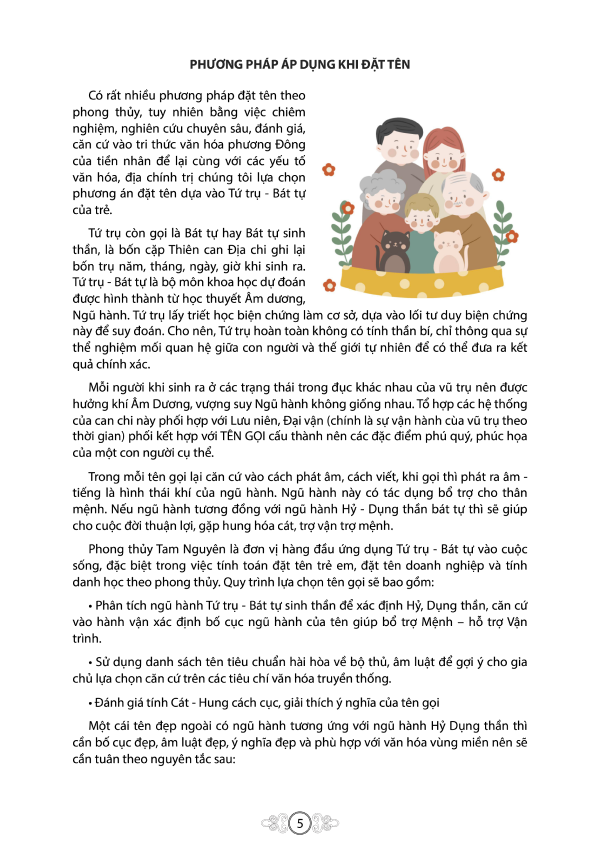 PHƯƠNG PHÁP ÁP DỤNG KHI ĐẶT TÊN
Có rất nhiều phương pháp đặt tên theo
phong thủy, tuy nhiên bằng việc chiêm
nghiệm, nghiên cứu chuyên sâu, đánh giá,
căn cứ vào tri thức văn hóa phương Đông
của tiền nhân để lại cùng với các yếu tố
văn hóa, địa chính trị chúng tôi lựa chọn
phương án đặt tên dựa vào Tứ trụ - Bát tự
của trẻ.
Tứ trụ còn gọi là Bát tự hay Bát tự sinh
thần, là bốn cặp Thiên can Địa chi ghi lại
bốn trụ năm, tháng, ngày, giờ khi sinh ra.
Tứ trụ - Bát tự là bộ môn khoa học dự đoán
được hình thành từ học thuyết Âm dương,
Ngũ hành. Tứ trụ lấy triết học biện chứng làm cơ sở, dựa vào lối tư duy biện chứng
này để suy đoán. Cho nên, Tứ trụ hoàn toàn không có tính thần bí, chỉ thông qua sự
thể nghiệm mối quan hệ giữa con người và thế giới tự nhiên để có thể đưa ra kết
quả chính xác.
Mỗi người khi sinh ra ở các trạng thái trong đục khác nhau của vũ trụ nên được
hưởng khí Âm Dương, vượng suy Ngũ hành không giống nhau. Tổ hợp các hệ thống
của can chi này phối hợp với Lưu niên, Đại vận (chính là sự vận hành của vũ trụ theo
thời gian) phối kết hợp với TÊN GỌI cấu thành nên các đặc điểm phú quý, phúc họa
của một con người cụ thể.
Trong mỗi tên gọi lại căn cứ vào cách phát âm, cách viết, khi gọi thì phát ra âm -
tiếng là hình thái khí của ngũ hành. Ngũ hành này có tác dụng bổ trợ cho thân
mệnh. Nếu ngũ hành tương đồng với ngũ hành Hỷ - Dụng thần bát tự thì sẽ giúp
cho cuộc đời thuận lợi, gặp hung hóa cát, trợ vận trợ mệnh.
Phong thủy Tam Nguyên là đơn vị hàng đầu ứng dụng Tứ trụ - Bát tự vào cuộc
sống, đặc biệt trong việc tính toán đặt tên trẻ em, đặt tên doanh nghiệp và tính
danh học theo phong thủy. Quy trình lựa chọn tên gọi sẽ bao gồm:
• Phân tích ngũ hành Tứ trụ - Bát tự sinh thần để xác định Hỷ, Dụng thần, căn cứ
vào hành vận xác định bố cục ngũ hành của tên giúp bổ trợ Mệnh – hỗ trợ Vận
trình.
• Sử dụng danh sách tên tiêu chuẩn hài hòa về bộ thủ, âm luật để gợi ý cho gia
chủ lựa chọn căn cứ trên các tiêu chí văn hóa truyền thống.
• Đánh giá tính Cát - Hung cách cục, giải thích ý nghĩa của tên gọi
Một cái tên đẹp ngoài có ngũ hành tương ứng với ngũ hành Hỷ Dụng thần thì
cần bố cục đẹp, âm luật đẹp, ý nghĩa đẹp và phù hợp với văn hóa vùng miền nên sẽ
cần tuân theo nguyên tắc sau:
5